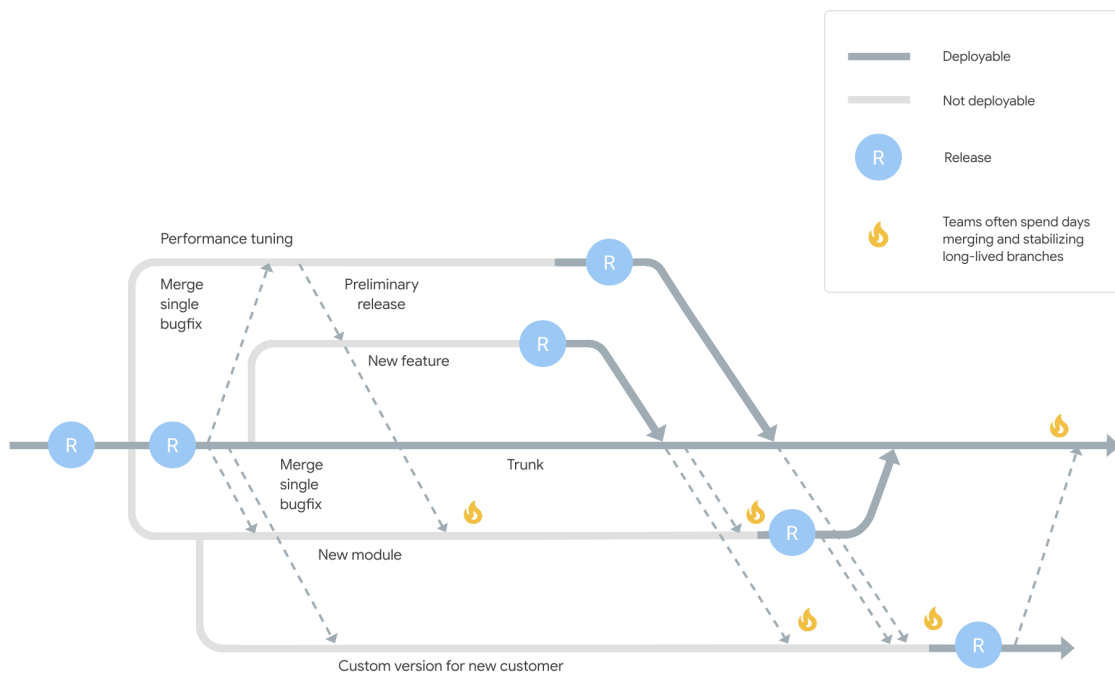 Deployable
Not deployable
R
Release
Teams often spend days
merging and stabilizing
long-lived branches
Performance tuning
R
Merge
single
bugfix
Preliminary
release
R
New feature
R
R
Merge
single
bugfix
Trunk
R
New module
R
Custom version for new customer